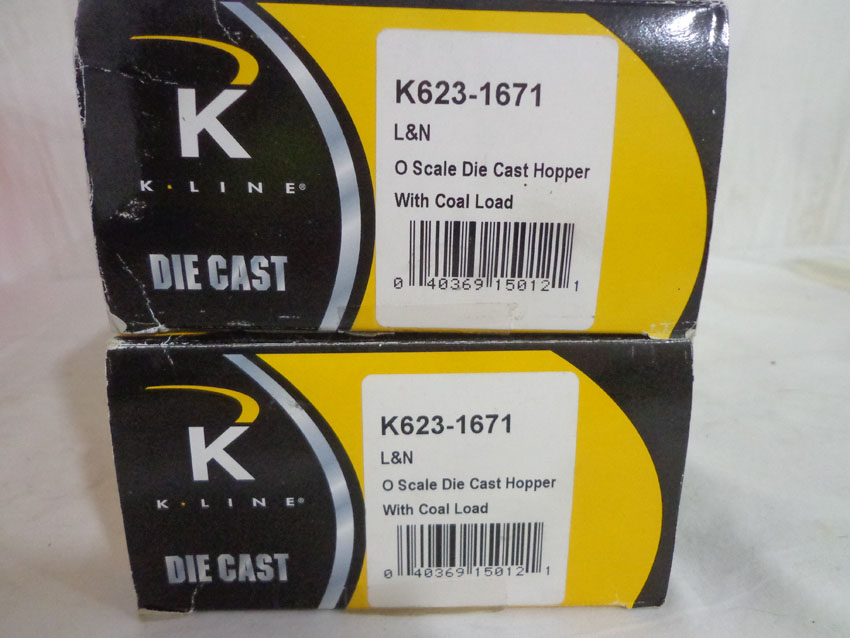 K
K·LINE®
DIE CAST
K623-1671
L&N
O Scale Die Cast Hopper
With Coal Load
0 40369 15012 1
K
K·LINE®
DIE CAST
K623-1671
L&N
O Scale Die Cast Hopper
With Coal Load
0 40369 15012 1